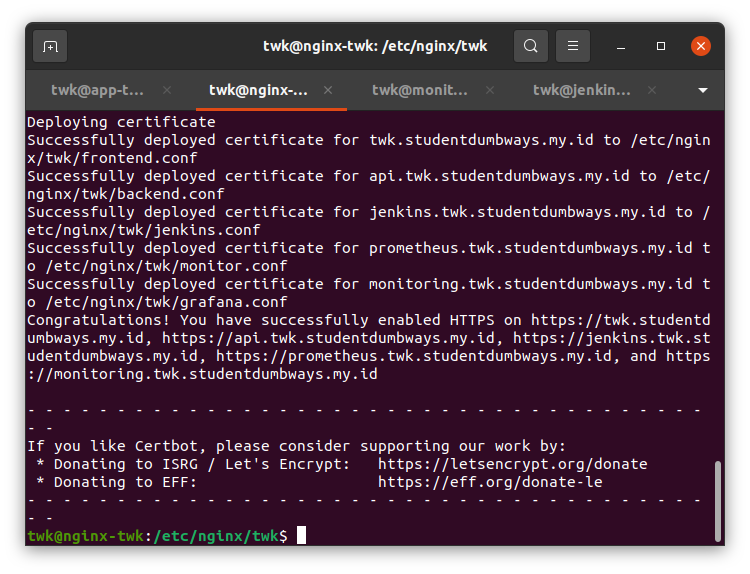 twk@nginx-twk: /etc/nginx/twk
twk@app-t... × twk@nginx-... × twk@monit... × twk@jenkin... ×
Deploying certificate
Successfully deployed certificate for twk.studentdumbways.my.id to /etc/ngin
x/twk/frontend.conf
Successfully deployed certificate for api.twk.studentdumbways.my.id to /etc/
nginx/twk/backend.conf
Successfully deployed certificate for jenkins.twk.studentdumbways.my.id to /
etc/nginx/twk/jenkins.conf
Successfully deployed certificate for prometheus.twk.studentdumbways.my.id t
o /etc/nginx/twk/monitor.conf
Successfully deployed certificate for monitoring.twk.studentdumbways.my.id t
o /etc/nginx/twk/grafana.conf
Congratulations! You have successfully enabled HTTPS on https://twk.studentd
umbways.my.id, https://api.twk.studentdumbways.my.id, https://jenkins.twk.st
udentdumbways.my.id, https://prometheus.twk.studentdumbways.my.id, and https
://monitoring.twk.studentdumbways.my.id
- - - - - - - - - - - - - - - - - - - - - - - - - - - - - - - - - - - - - -
- -
If you like Certbot, please consider supporting our work by:
* Donating to ISRG / Let's Encrypt: https://letsencrypt.org/donate
* Donating to EFF: https://eff.org/donate-le
- - - - - - - - - - - - - - - - - - - - - - - - - - - - - - - - - - - - - -
- -
twk@nginx-twk:/etc/nginx/twk$